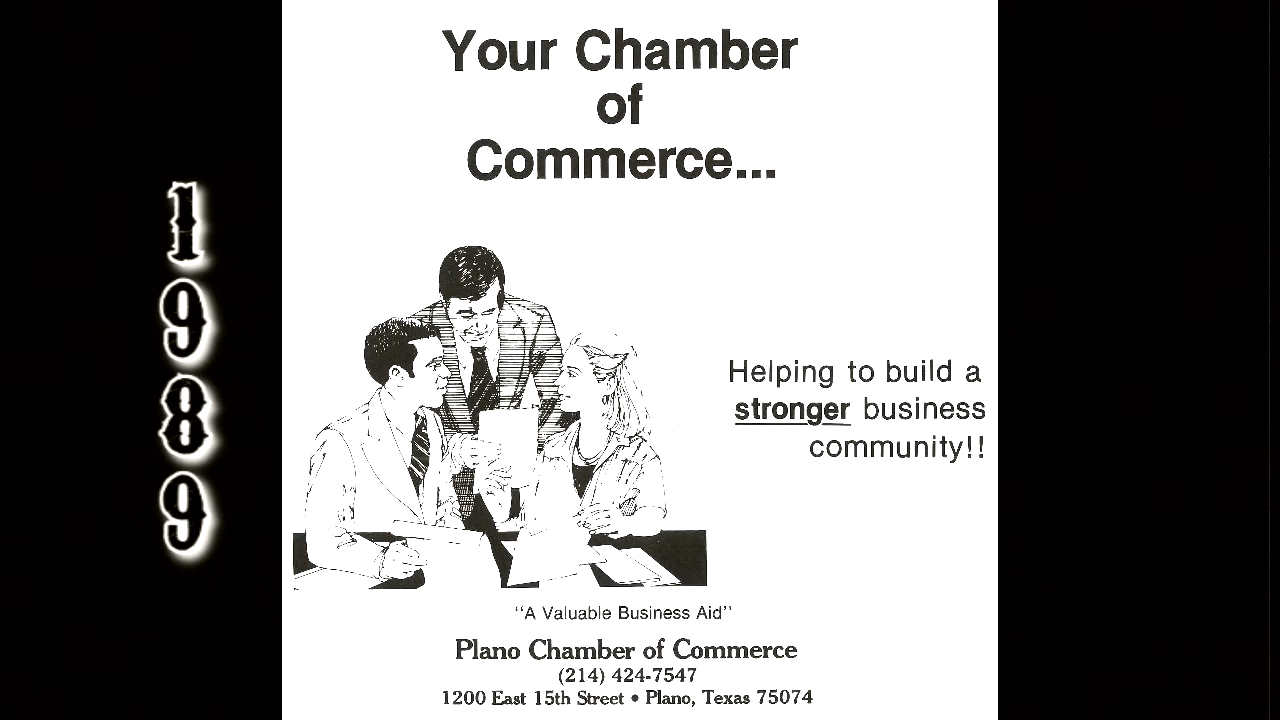 1989
Your Chamber
of
Commerce...
Helping to build a
stronger business
community!!
"A Valuable Business Aid"
Plano Chamber of Commerce
(214) 424-7547
1200 East 15th Street • Plano, Texas 75074